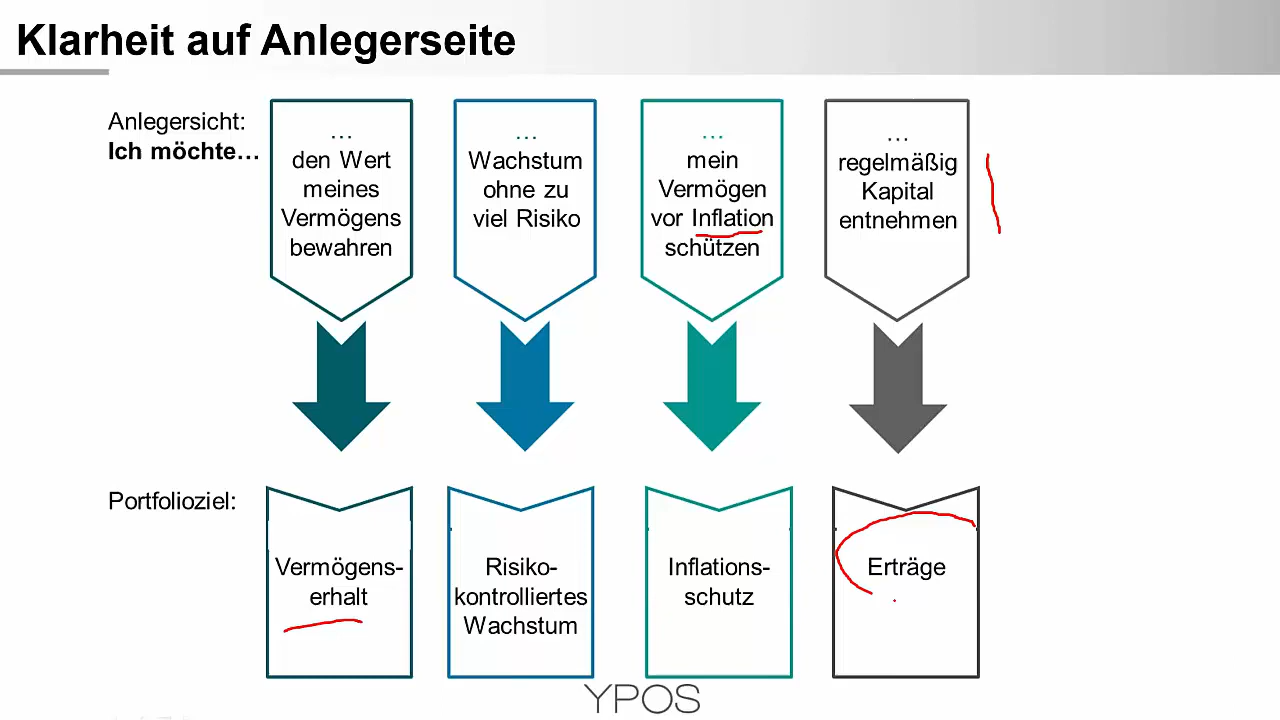 Klarheit auf Anlegerseite
Anlegersicht:
Ich möchte…
…
den Wert
meines
Vermögens
bewahren
…
Wachstum
ohne zu
viel Risiko
…
mein
Vermögen
vor Inflation
schützen
…
regelmäßig
Kapital
entnehmen
Portfolioziel:
Vermögens-
erhalt
Risiko-
kontrolliertes
Wachstum
Inflations-
schutz
Erträge
YPOS